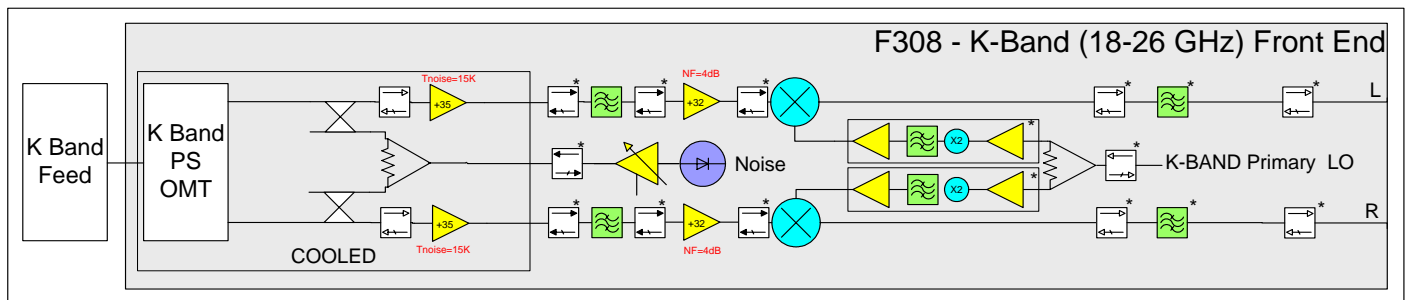 F308 - K-Band (18-26 GHz) Front End
Tnoise=15K
NF=4dB
*
*
*
*
*
*
+35
+32
L
K Band
Feed
K Band
PS
OMT
*
X2
*
Noise
*
K-BAND Primary LO
*
X2
*
*
*
*
*
*
+35
+32
R
Tnoise=15K
NF=4dB
COOLED